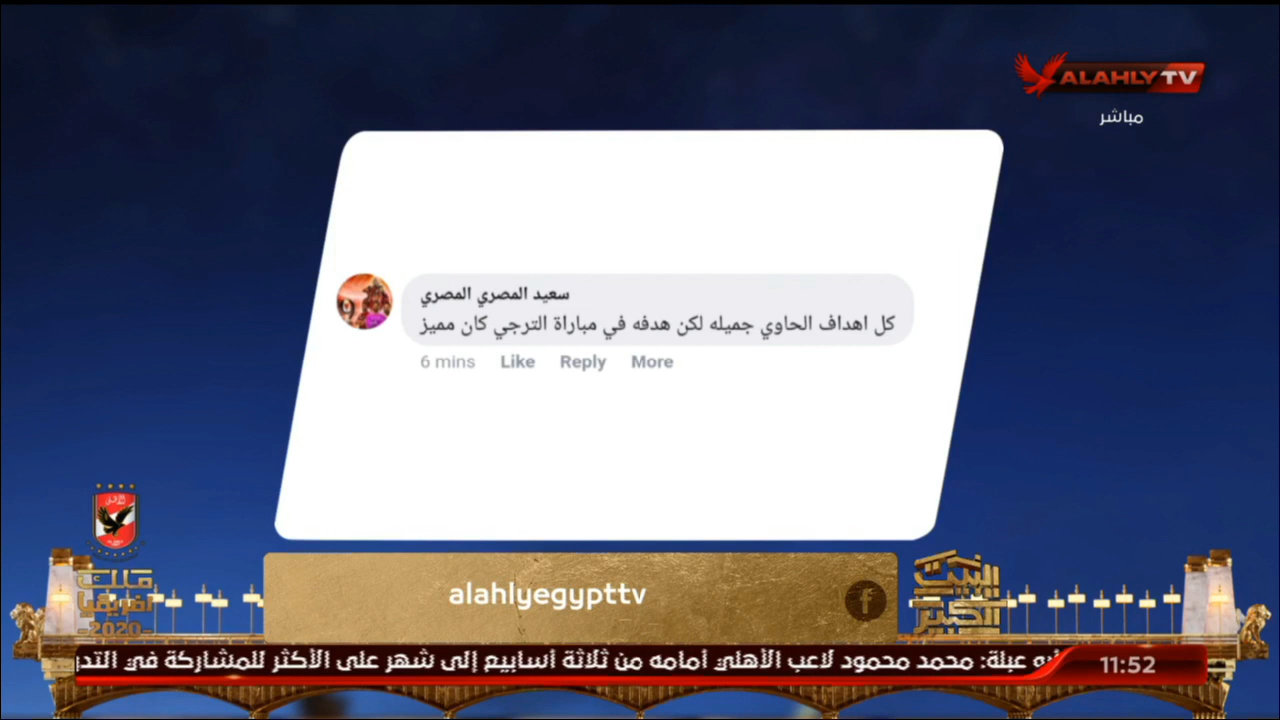 ALAHLY TV
مباشر
سعيد المصري المصري
كل اهداف الحاوي جميله لكن هدفه في مباراة الترجي كان مميز
6 mins Like Reply More
ملك
افريقيا
-2020-
alahlyegypttv
البيت
الكبير
عبلة: محمد محمود لاعب الأهلي أمامه من ثلاثة أسابيع إلى شهر على الأكثر للمشاركة في
11:52